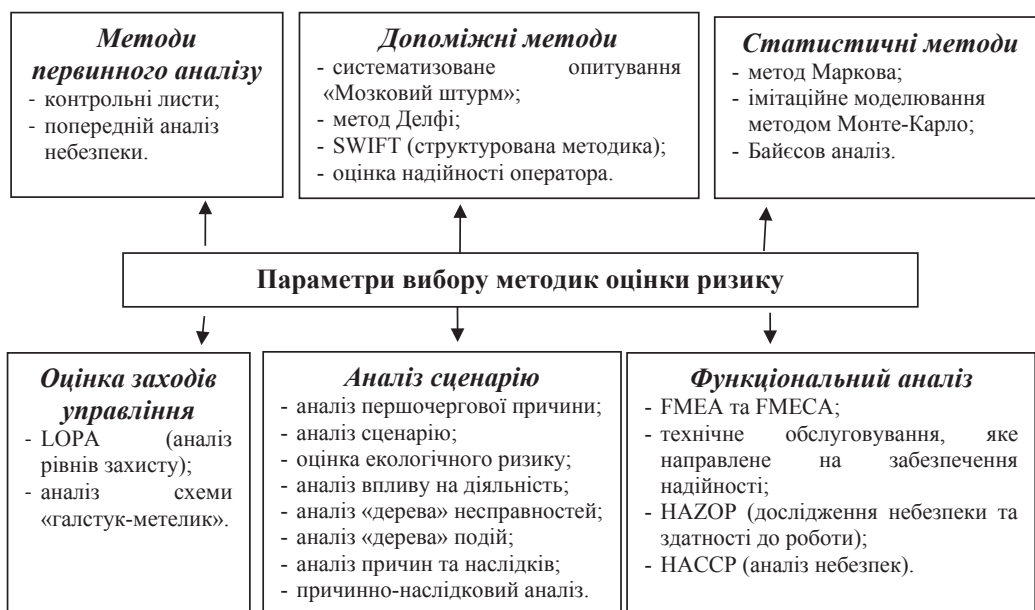 Методи
первинного аналізу
- контрольні листи;
- попередній аналіз
небезпеки.
Допоміжні методи
- систематизоване опитування
«Мозковий штурм»;
- метод Делфі;
- SWIFT (структурована методика);
- оцінка надійності оператора.
Статистичні методи
- метод Маркова;
- імітаційне моделювання
методом Монте-Карло;
- Байєсов аналіз.
Параметри вибору методик оцінки ризику
Оцінка заходів
управління
- LOPA (аналіз
рівнів захисту);
- аналіз схеми
«галстук-метелик».
Аналіз сценарію
- аналіз першочергової причини;
- аналіз сценарію;
- оцінка екологічного ризику;
- аналіз впливу на діяльність;
- аналіз «дерева» несправностей;
- аналіз «дерева» подій;
- аналіз причин та наслідків;
- причинно-наслідковий аналіз.
Функціональний аналіз
- FMEA та FMECA;
- технічне обслуговування, яке
направлене на забезпечення
надійності;
- HAZOP (дослідження небезпеки та
здатності до роботи);
- HACCP (аналіз небезпек).